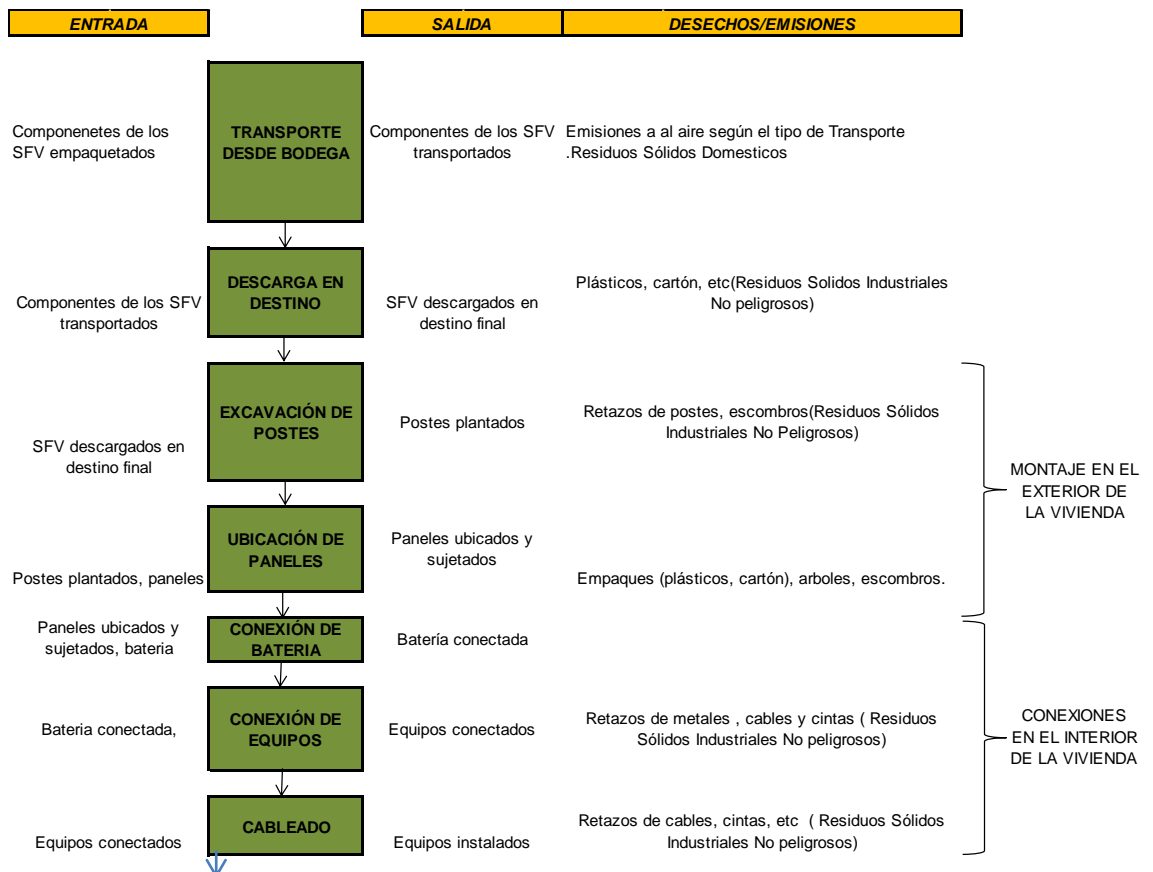 ENTRADA
SALIDA
DESECHOS/EMISIONES
Componenetes de los
SFV empaquetados
TRANSPORTE
DESDE BODEGA
Componentes de los SFV
transportados
Emisiones a al aire según el tipo de Transporte
.Residuos Sólidos Domesticos
Componentes de los SFV
transportados
DESCARGA EN
DESTINO
SFV descargados en
destino final
Plásticos, cartón, etc(Residuos Solidos Industriales
No peligrosos)
SFV descargados en
destino final
EXCAVACIÓN DE
POSTES
Postes plantados
Retazos de postes, escombros(Residuos Sólidos
Industriales No Peligrosos)
MONTAJE EN EL
EXTERIOR DE
LA VIVIENDA
Postes plantados, paneles
UBICACIÓN DE
PANELES
Paneles ubicados y
sujetados
Empaques (plásticos, cartón), arboles, escombros.
Paneles ubicados y
sujetados, bateria
CONEXIÓN DE
BATERIA
Batería conectada
Bateria conectada,
CONEXIÓN DE
EQUIPOS
Equipos conectados
Retazos de metales , cables y cintas ( Residuos
Sólidos Industriales No peligrosos)
CONEXIONES
EN EL INTERIOR
DE LA VIVIENDA
Equipos conectados
CABLEADO
Equipos instalados
Retazos de cables, cintas, etc ( Residuos Sólidos
Industriales No peligrosos)